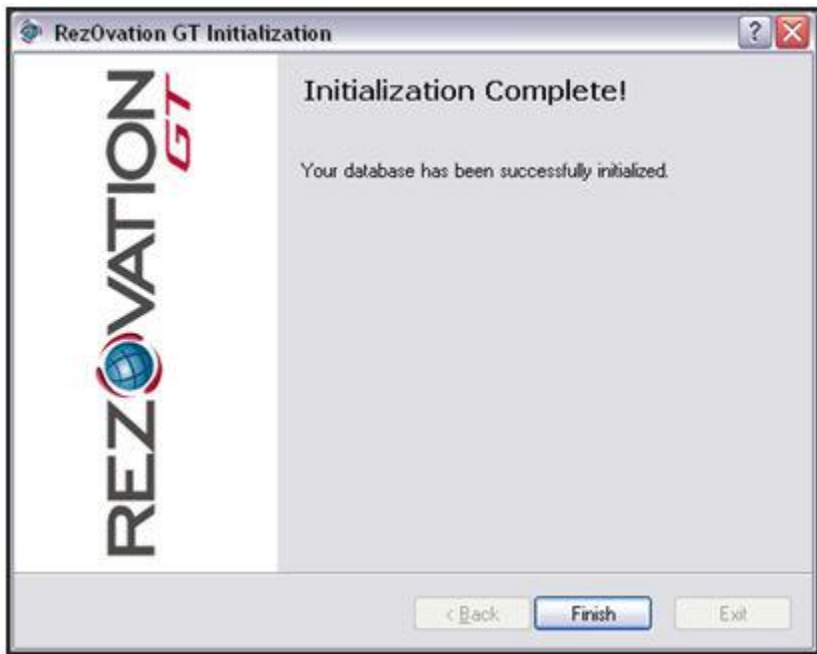 RezOvation GT Initialization
REZOVATION GT
Initialization Complete!
Your database has been successfully initialized.
< Back
Finish
Exit